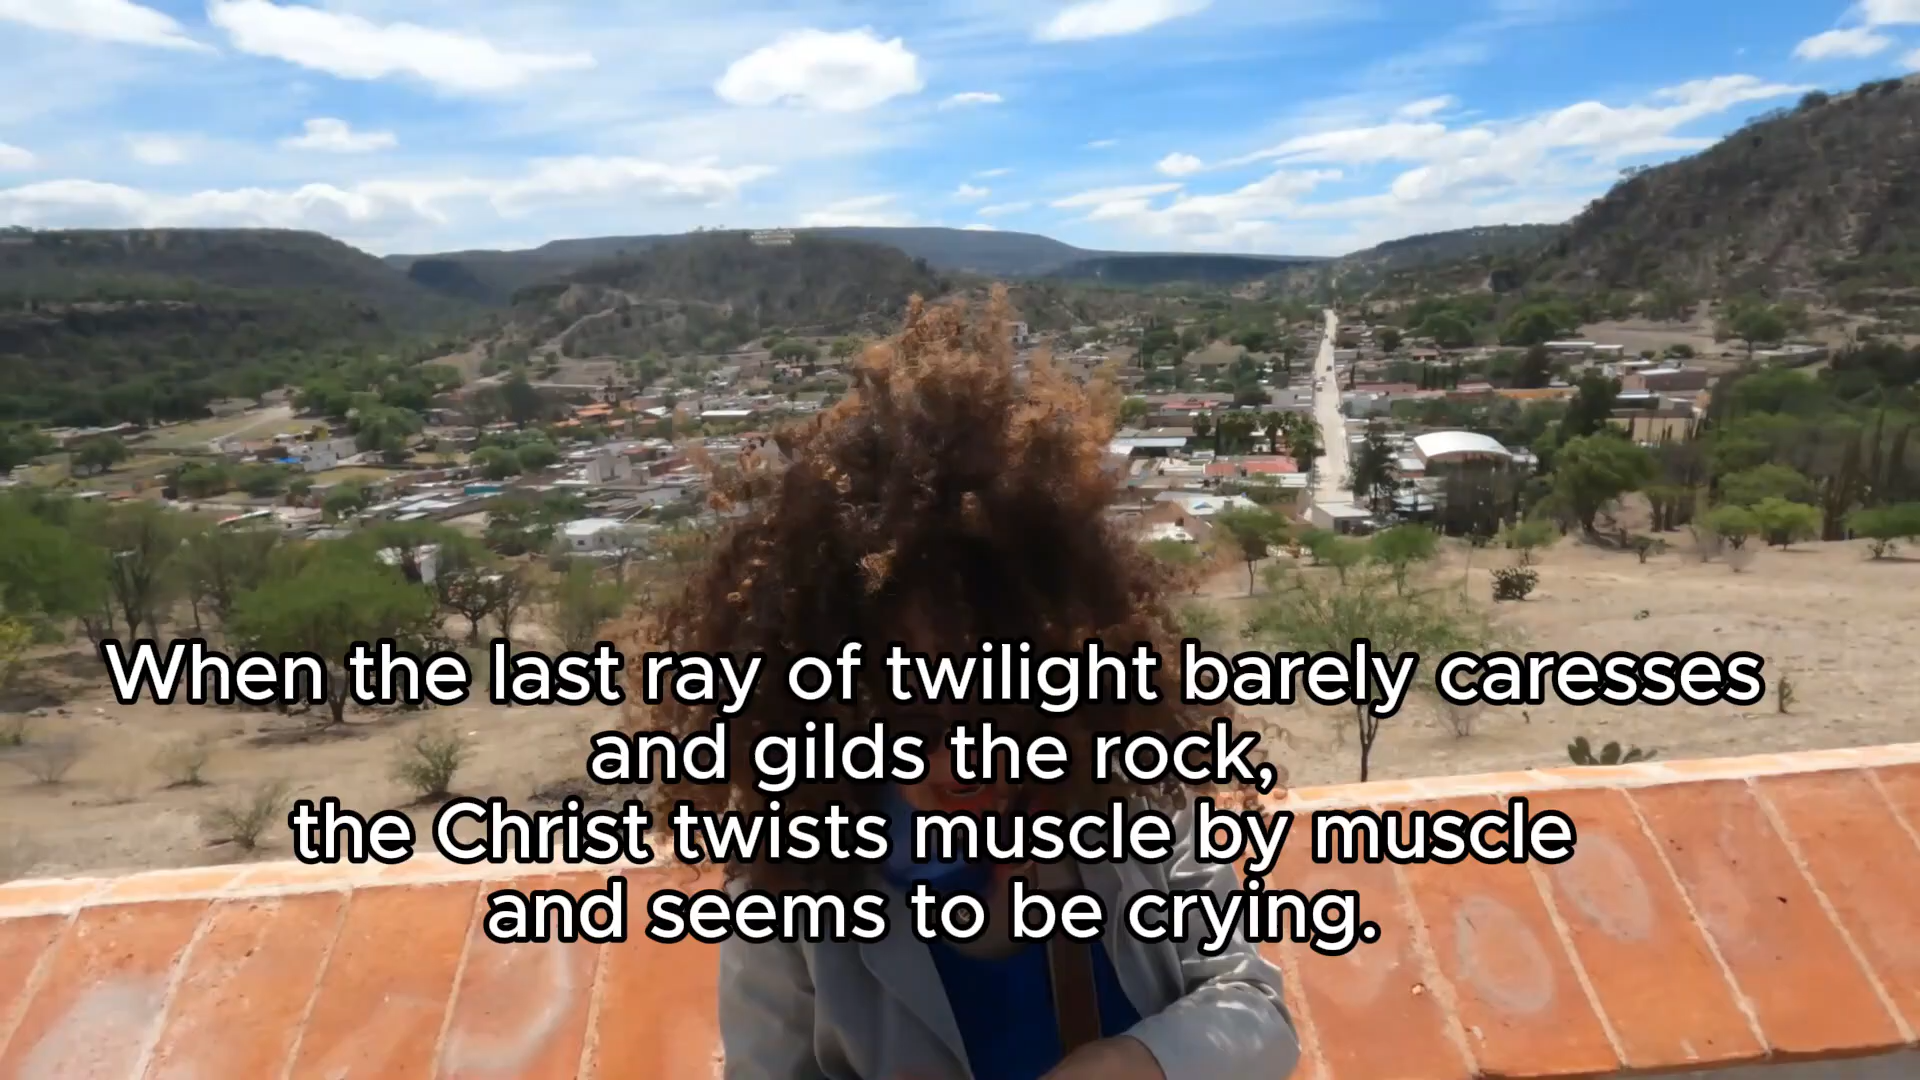 When the last ray of twilight barely caresses
and gilds the rock,
the Christ twists muscle by muscle
and seems to be crying.